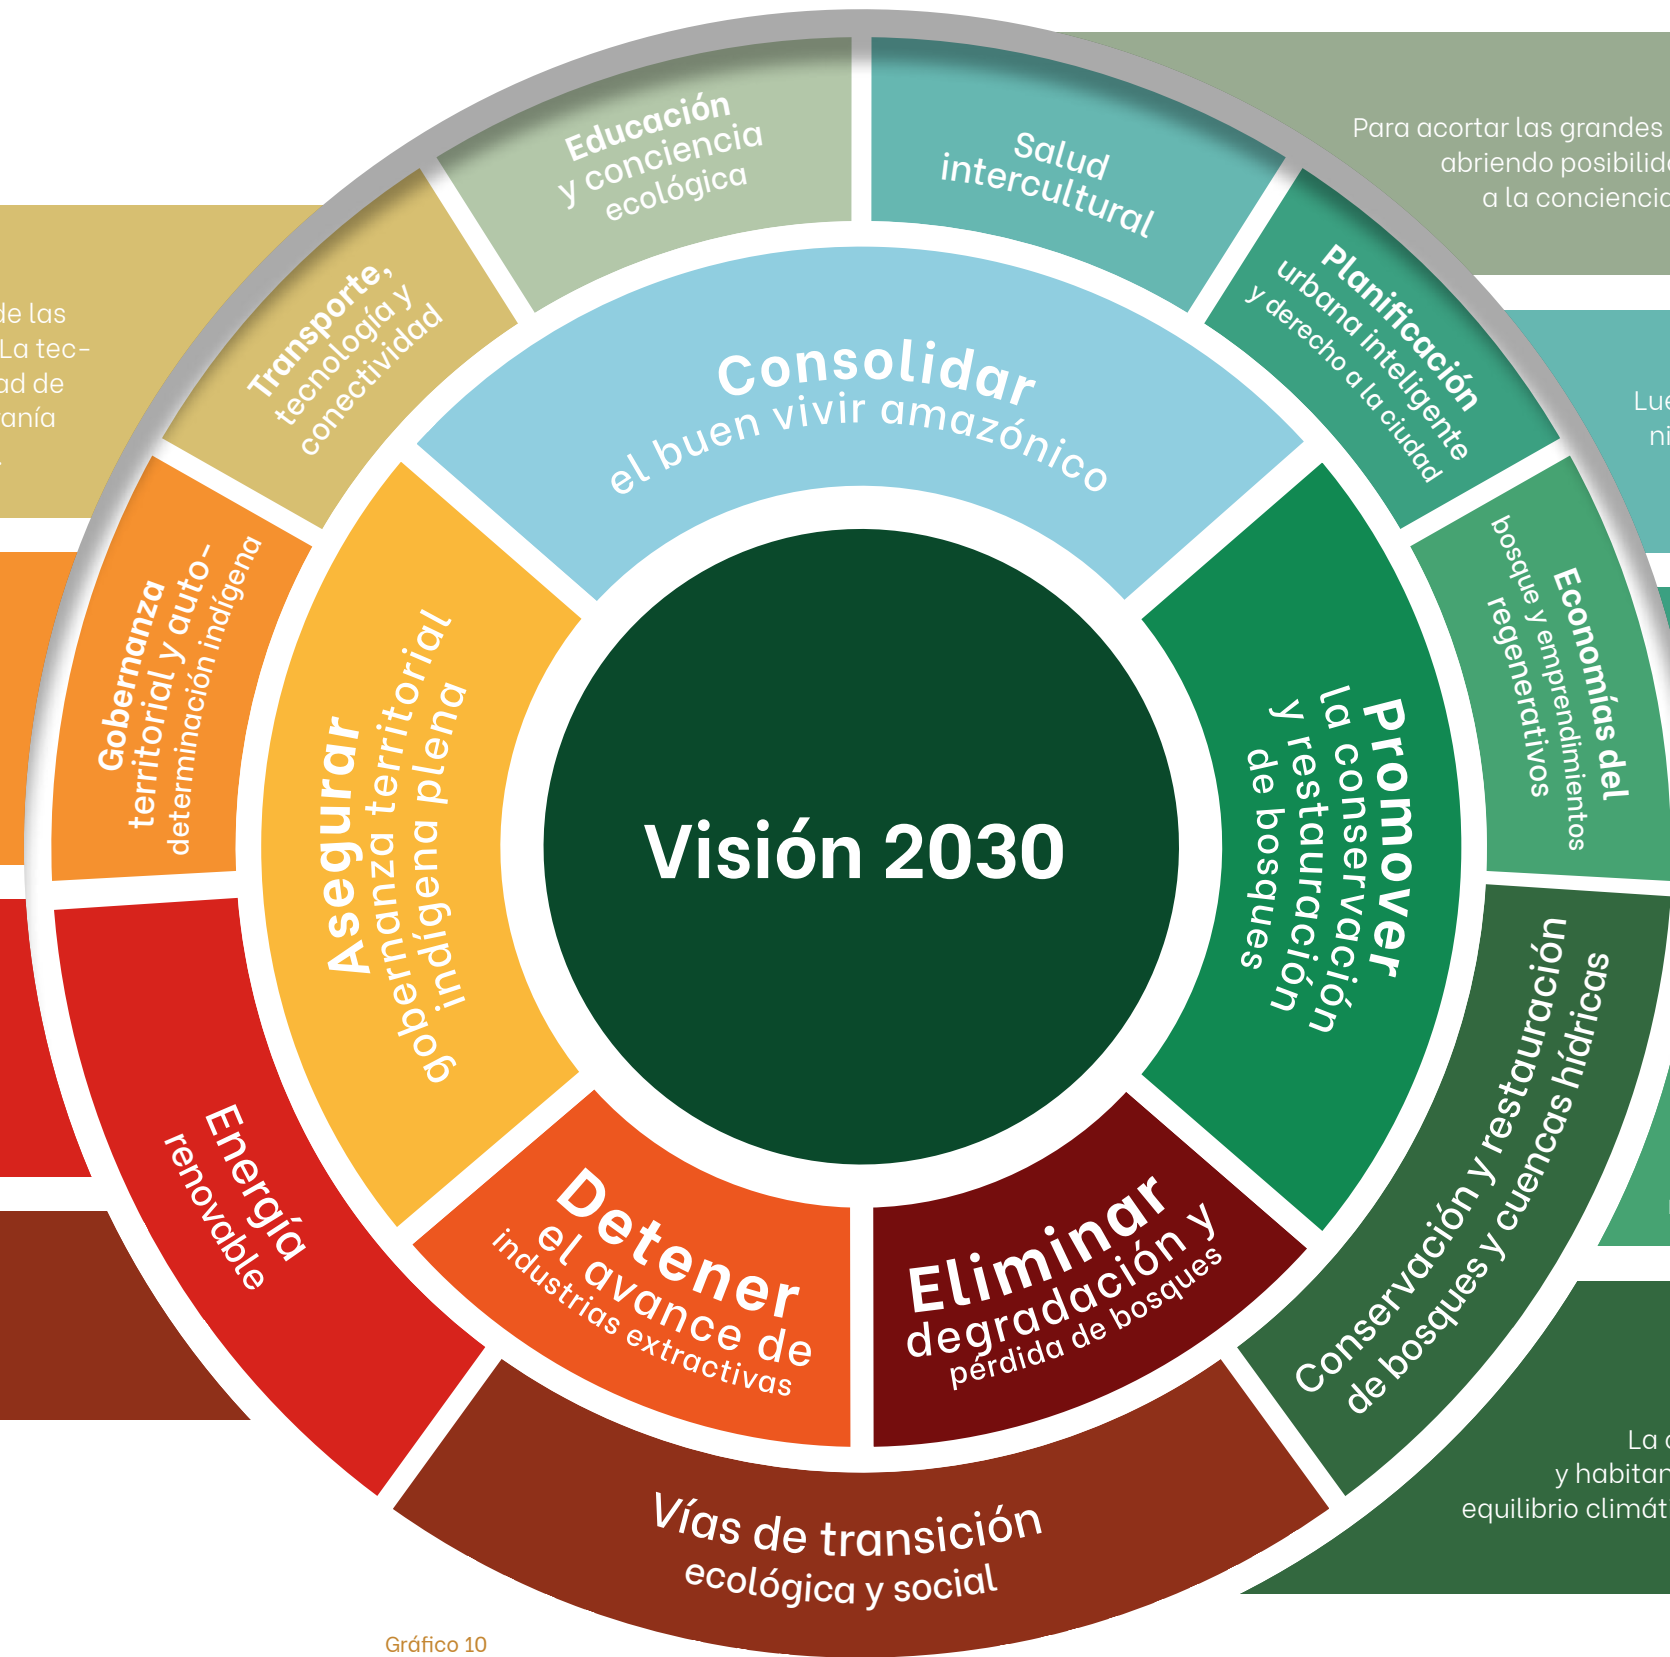 Visión 2030
Consolidar
el buen vivir amazónico
Promover
la conservación
y restauración
de bosques
Eliminar
degradación y
pérdida de bosques
Detener
el avance de
industrias extractivas
Asegurar
gobernanza territorial
indígena plena
Educación
y conciencia
ecológica
Salud
intercultural
Planificación
urbana inteligente
y derecho a la ciudad
Economías del
bosque y emprendimientos
regenerativos
Conservación y restauración
de bosques y cuencas hídricas
Vías de transición
ecológica y social
Energía
renovable
Gobernanza
territorial y auto-
determinación indígena
Transporte,
tecnología y
conectividad
de las
La tec-
ad de
anía
Para acortar las grandes
abriendo posibilid
a la concienci
Lue
ni
La
y habitan
equilibrio climát
Gráfico 10